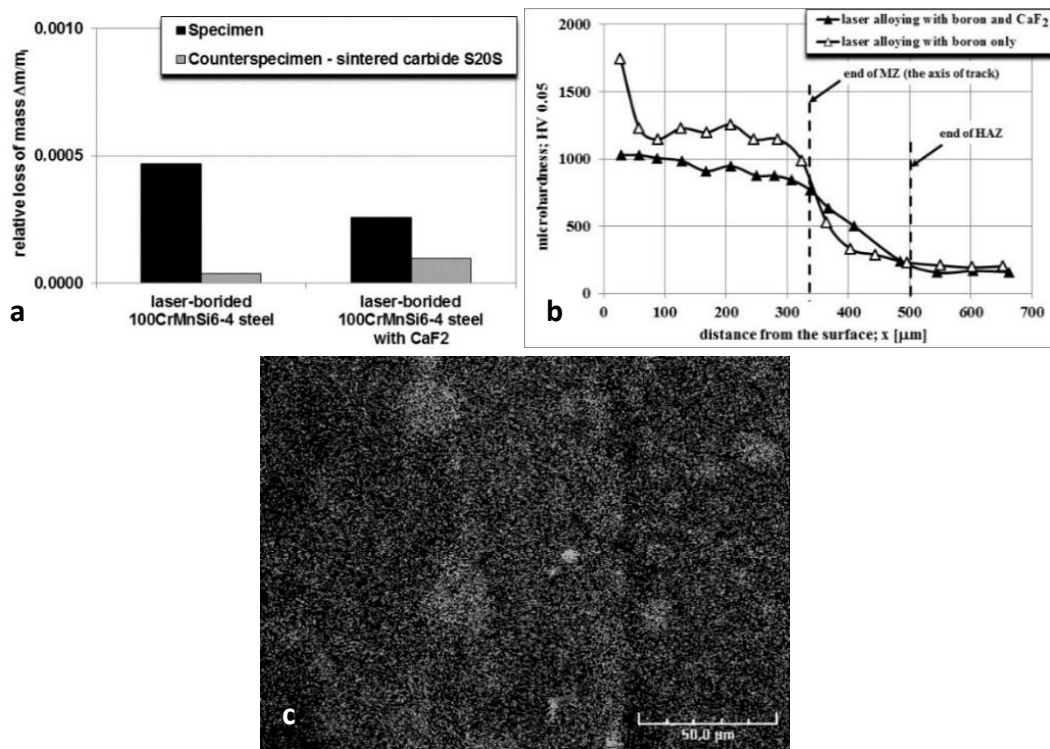 0.0010
0.0005
0.0000
relative loss of mass Δm/mᵢ
Specimen
Counterspecimen - sintered carbide S20S
laser-borided
100CrMnSi6-4 steel
laser-borided
100CrMnSi6-4 steel
with CaF2
a
2000
1500
1000
500
0
microhardness; HV 0.05
laser alloying with boron and CaF₂
laser alloying with boron only
end of MZ (the axis of track)
end of HAZ
0 100 200 300 400 500 600 700
distance from the surface; x [μm]
b
c
50.0 μm